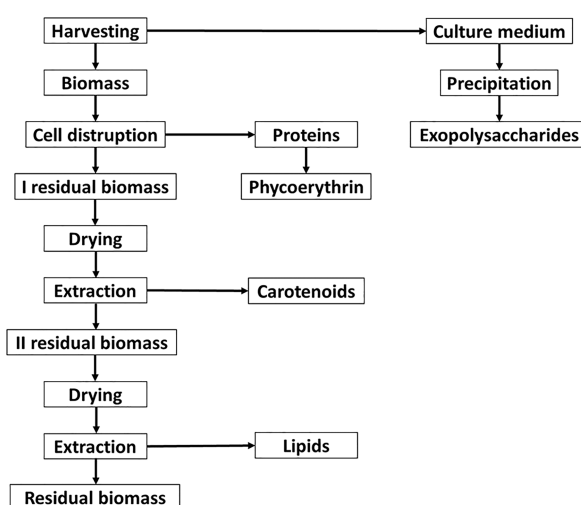 Harvesting
Culture medium
Biomass
Precipitation
Cell distruption
Proteins
Exopolysaccharides
I residual biomass
Phycoerythrin
Drying
Extraction
Carotenoids
II residual biomass
Drying
Extraction
Lipids
Residual biomass